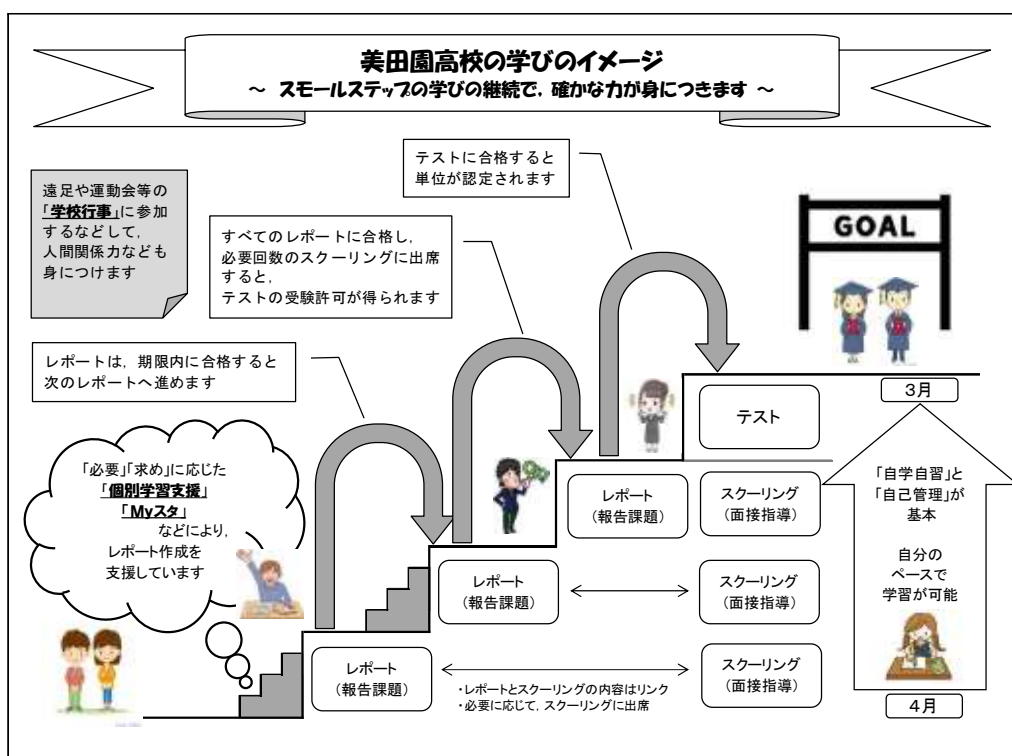 美田園高校の学びのイメージ
～ スモールステップの学びの継続で，確かな力が身につきます ～
テストに合格すると
単位が認定されます
遠足や運動会等の
「学校行事」に参加
するなどして，
人間関係力なども
身につけます
すべてのレポートに合格し，
必要回数のスクーリングに出席
すると，
テストの受験許可が得られます
GOAL
レポートは，期限内に合格すると
次のレポートへ進めます
3月
テスト
「必要」「求め」に応じた
「個別学習支援」
「Myスタ」
などにより，
レポート作成を
支援しています
「自学自習」と
「自己管理」が
基本
自分の
ペースで
学習が可能
レポート
（報告課題）
スクーリング
（面接指導）
レポート
（報告課題）
スクーリング
（面接指導）
レポート
（報告課題）
スクーリング
（面接指導）
・レポートとスクーリングの内容はリンク
・必要に応じて，スクーリングに出席
4月